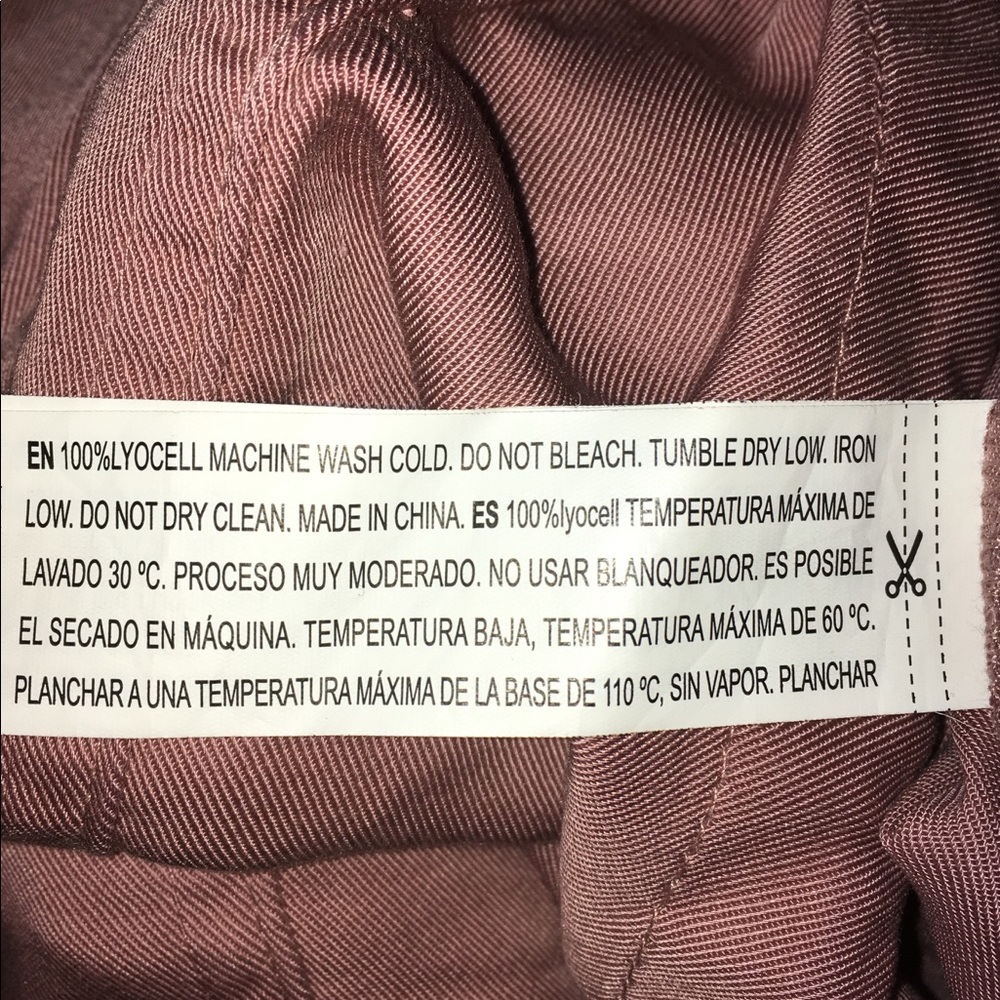 EN 100%LYOCELL MACHINE WASH COLD. DO NOT BLEACH. TUMBLE DRY LOW. IRON
LOW. DO NOT DRY CLEAN. MADE IN CHINA. ES 100%lyocell TEMPERATURA MÁXIMA DE
LAVADO 30 ºC. PROCESO MUY MODERADO. NO USAR BLANQUEADOR. ES POSIBLE
EL SECADO EN MÁQUINA. TEMPERATURA BAJA, TEMPERATURA MÁXIMA DE 60 ºC.
PLANCHAR A UNA TEMPERATURA MÁXIMA DE LA BASE DE 110 ºC, SIN VAPOR. PLANCHAR